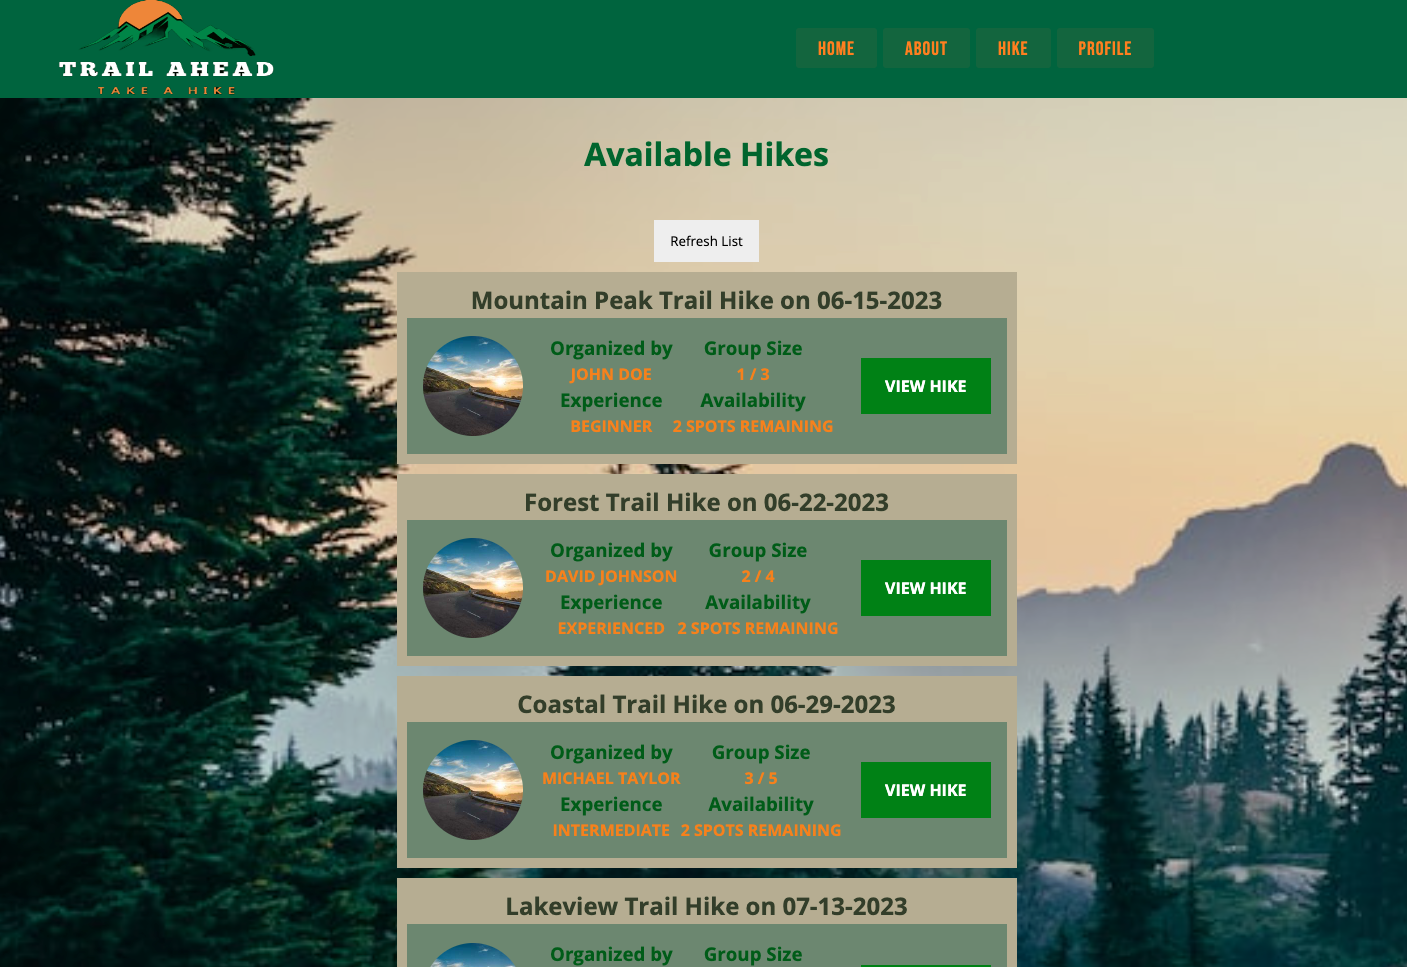 TRAIL AHEAD
TAKE A HIKE
HOME ABOUT HIKE PROFILE
Available Hikes
Refresh List
Mountain Peak Trail Hike on 06-15-2023
Organized by Group Size
JOHN DOE 1 / 3
Experience Availability
BEGINNER 2 SPOTS REMAINING
VIEW HIKE
Forest Trail Hike on 06-22-2023
Organized by Group Size
DAVID JOHNSON 2 / 4
Experience Availability
EXPERIENCED 2 SPOTS REMAINING
VIEW HIKE
Coastal Trail Hike on 06-29-2023
Organized by Group Size
MICHAEL TAYLOR 3 / 5
Experience Availability
INTERMEDIATE 2 SPOTS REMAINING
VIEW HIKE
Lakeview Trail Hike on 07-13-2023
Organized by Group Size